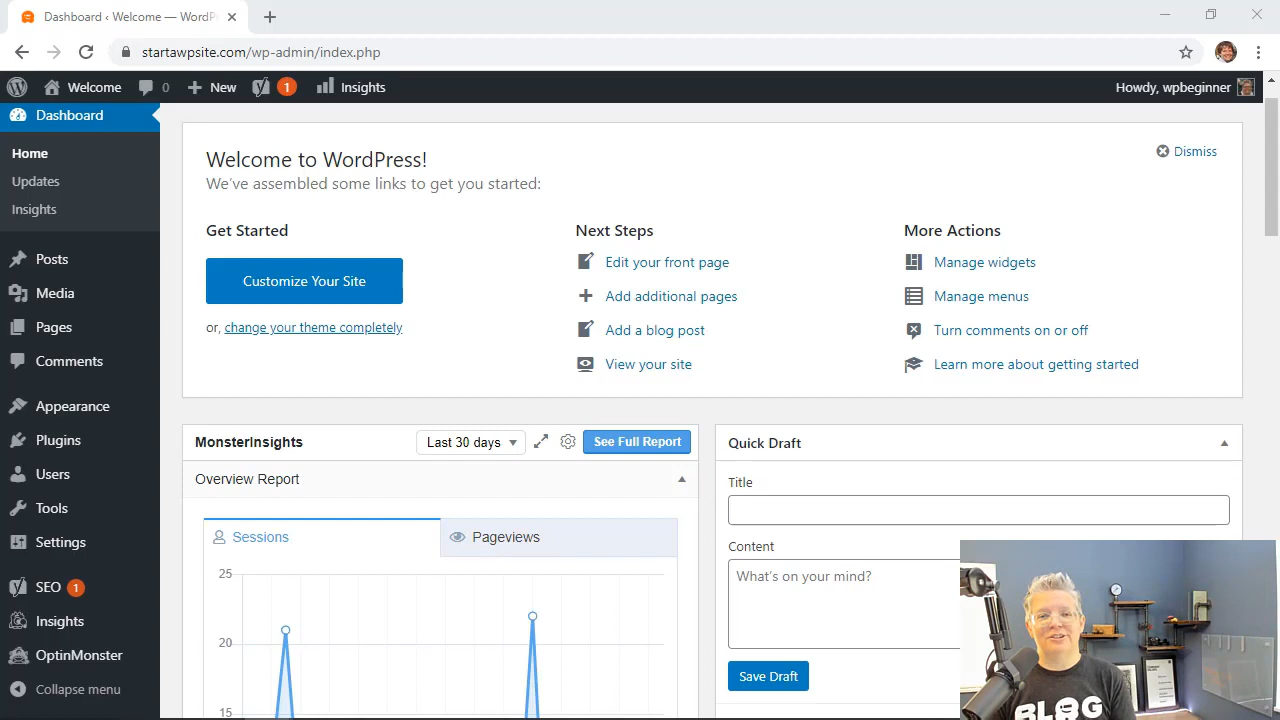 Dashboard ‹ Welcome — WordP
startawpsite.com/wp-admin/index.php
Welcome
0
New
1
Insights
Howdy, wpbeginner
Dashboard
Home
Updates
Insights
Posts
Media
Pages
Comments
Appearance
Plugins
Users
Tools
Settings
SEO 1
Insights
OptinMonster
Collapse menu
Welcome to WordPress!
We've assembled some links to get you started:
Dismiss
Get Started
Customize Your Site
or, change your theme completely
Next Steps
Edit your front page
Add additional pages
Add a blog post
View your site
More Actions
Manage widgets
Manage menus
Turn comments on or off
Learn more about getting started
MonsterInsights
Last 30 days
See Full Report
Overview Report
Sessions
Pageviews
25
20
15
Quick Draft
Title
Content
What's on your mind?
Save Draft
BLOG